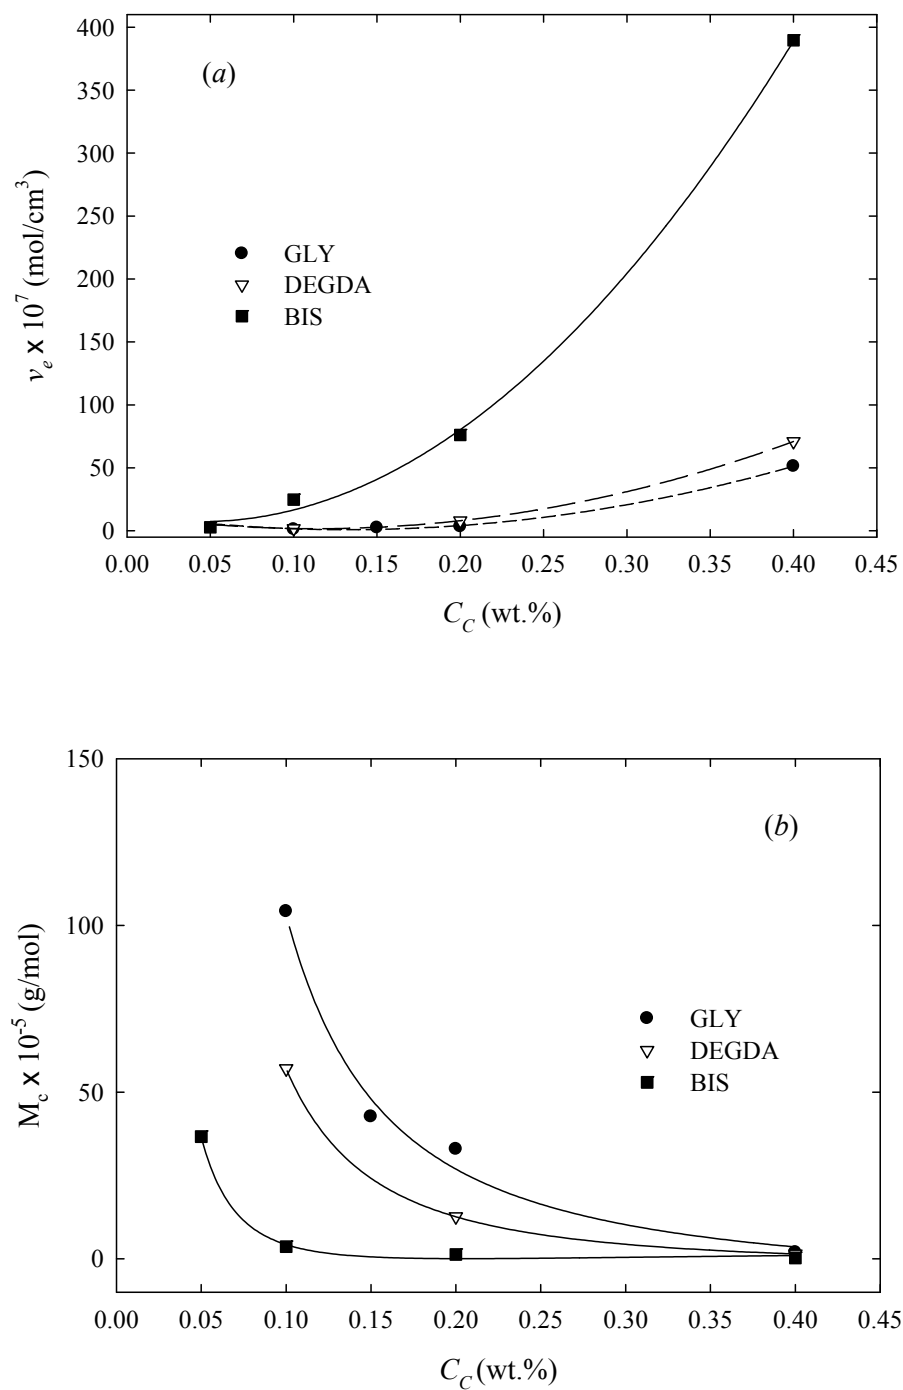 400
350
300
250
200
150
100
50
0
(a)
νe x 10^7 (mol/cm^3)
GLY
DEGDA
BIS
0.00 0.05 0.10 0.15 0.20 0.25 0.30 0.35 0.40 0.45
C_C (wt.%)
150
100
50
0
(b)
M_c x 10^-5 (g/mol)
GLY
DEGDA
BIS
0.00 0.05 0.10 0.15 0.20 0.25 0.30 0.35 0.40 0.45
C_C (wt.%)